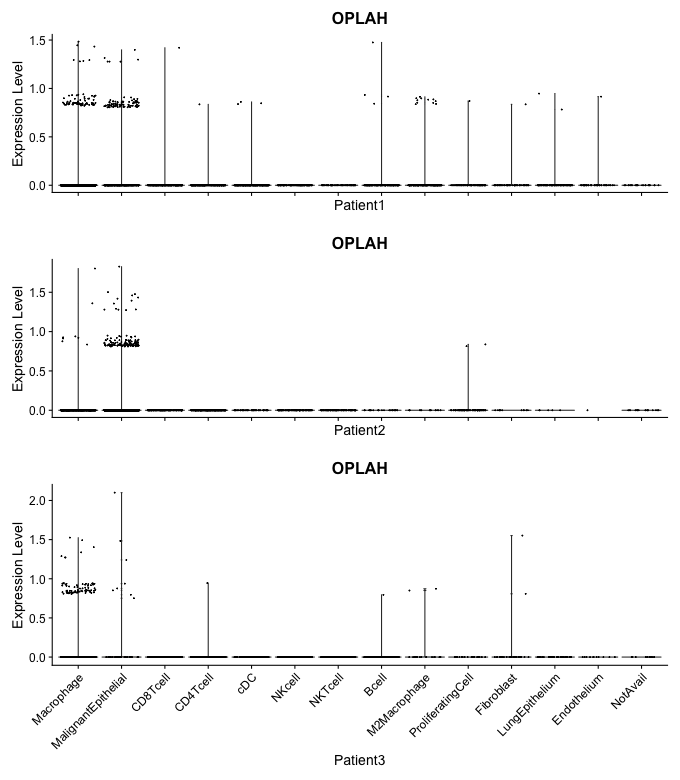 OPLAH
Expression Level
1.5
1.0
0.5
0.0
Patient1
OPLAH
Expression Level
1.5
1.0
0.5
0.0
Patient2
OPLAH
Expression Level
2.0
1.5
1.0
0.5
0.0
Macrophage
MalignantEpithelial
CD8Tcell
CD4Tcell
cDC
NKcell
NKTcell
Bcell
M2Macrophage
ProliferatingCell
Fibroblast
LungEpithelium
Endothelium
NotAvail
Patient3